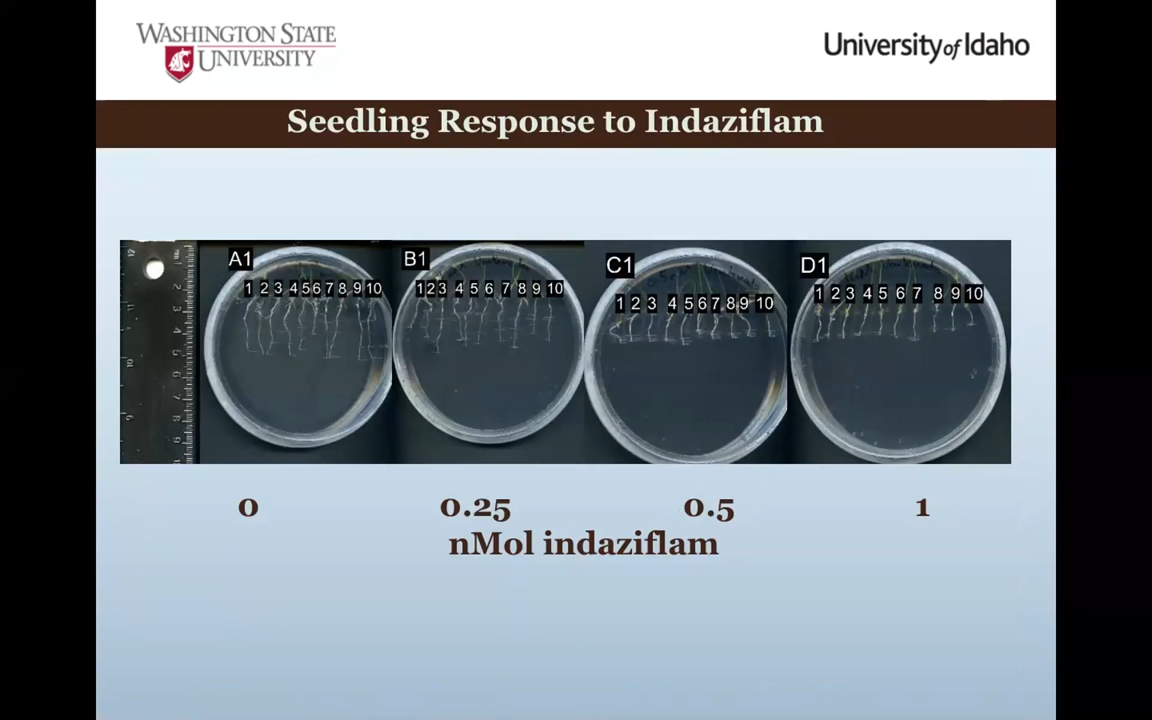 WASHINGTON STATE
UNIVERSITY
University of Idaho
Seedling Response to Indaziflam
A1
B1
C1
D1
1 2 3 4 5 6 7 8 9 10
1 2 3 4 5 6 7 8 9 10
1 2 3 4 5 6 7 8 9 10
1 2 3 4 5 6 7 8 9 10
0 0.25 0.5 1
nMol indaziflam